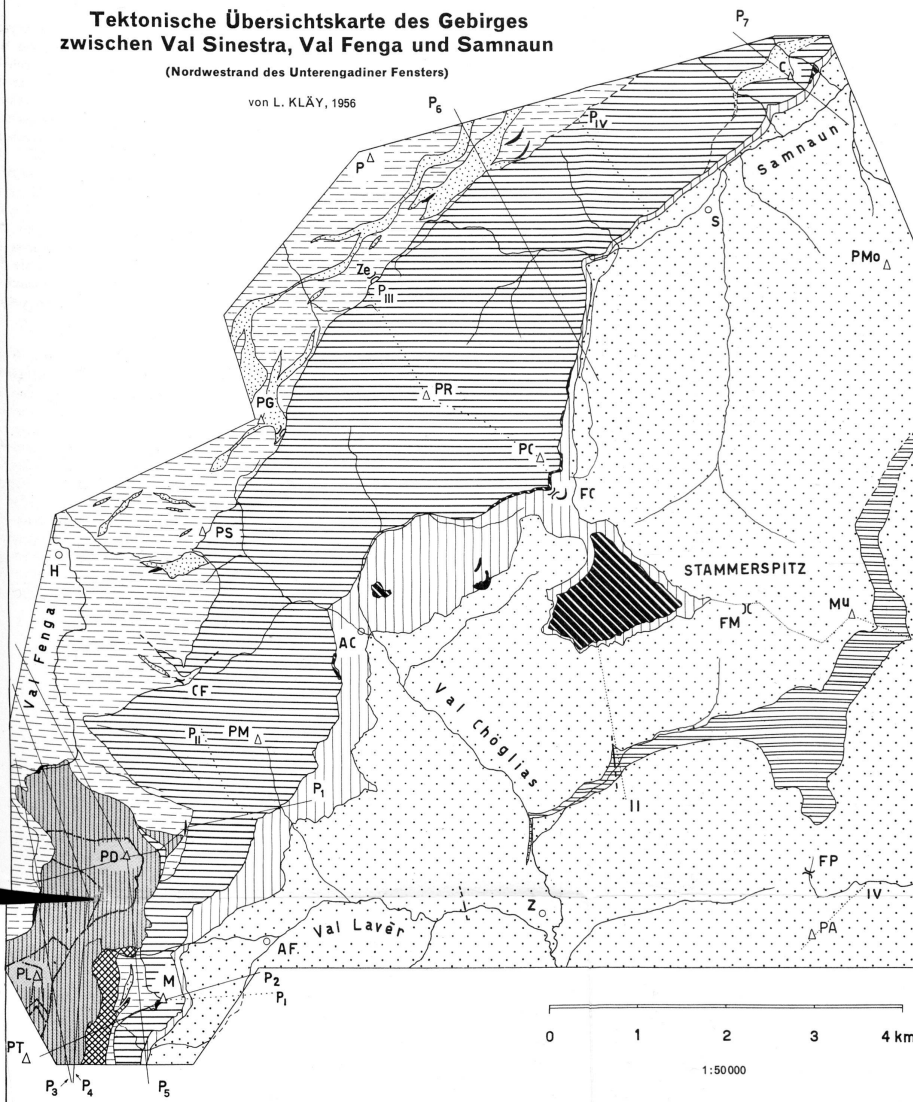 Tektonische Übersichtskarte des Gebirges
zwischen Val Sinestra, Val Fenga und Samnaun
(Nordwestrand des Unterengadiner Fensters)
von L. KLÄY, 1956
P7
P6
C
PIV
P
Samnaun
S
PMo
Ze
PIII
PR
PG
PC
FC
PS
H
STAMMERSPITZ
Mu
FM
AC
Val Fenga
CF
Val Chöglias
PII
PM
II
P1
PD
FP
IV
Z
PA
Val Lavèr
AF
PL
M
P2
PI
PT
P3
P4
P5
0 1 2 3 4 km
1:50000